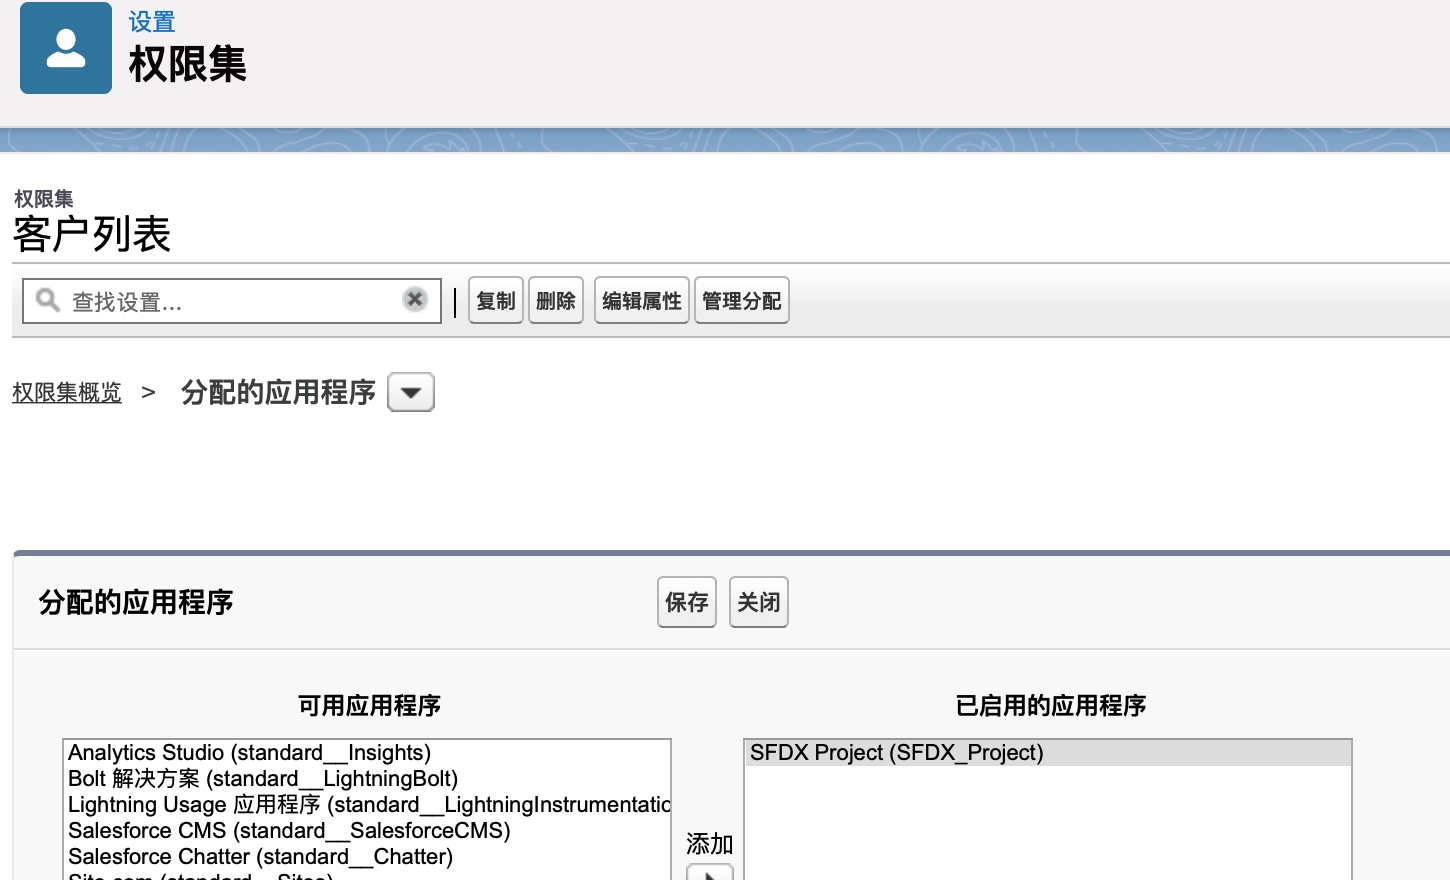 设置
权限集
权限集
客户列表
查找设置...
复制 删除 编辑属性 管理分配
权限集概览 > 分配的应用程序
分配的应用程序 保存 关闭
可用应用程序 已启用的应用程序
Analytics Studio (standard__Insights)
Bolt 解决方案 (standard__LightningBolt)
Lightning Usage 应用程序 (standard__LightningInstrumentatio
Salesforce CMS (standard__SalesforceCMS)
Salesforce Chatter (standard__Chatter)
Site.com (standard__Sites)
添加
SFDX Project (SFDX_Project)